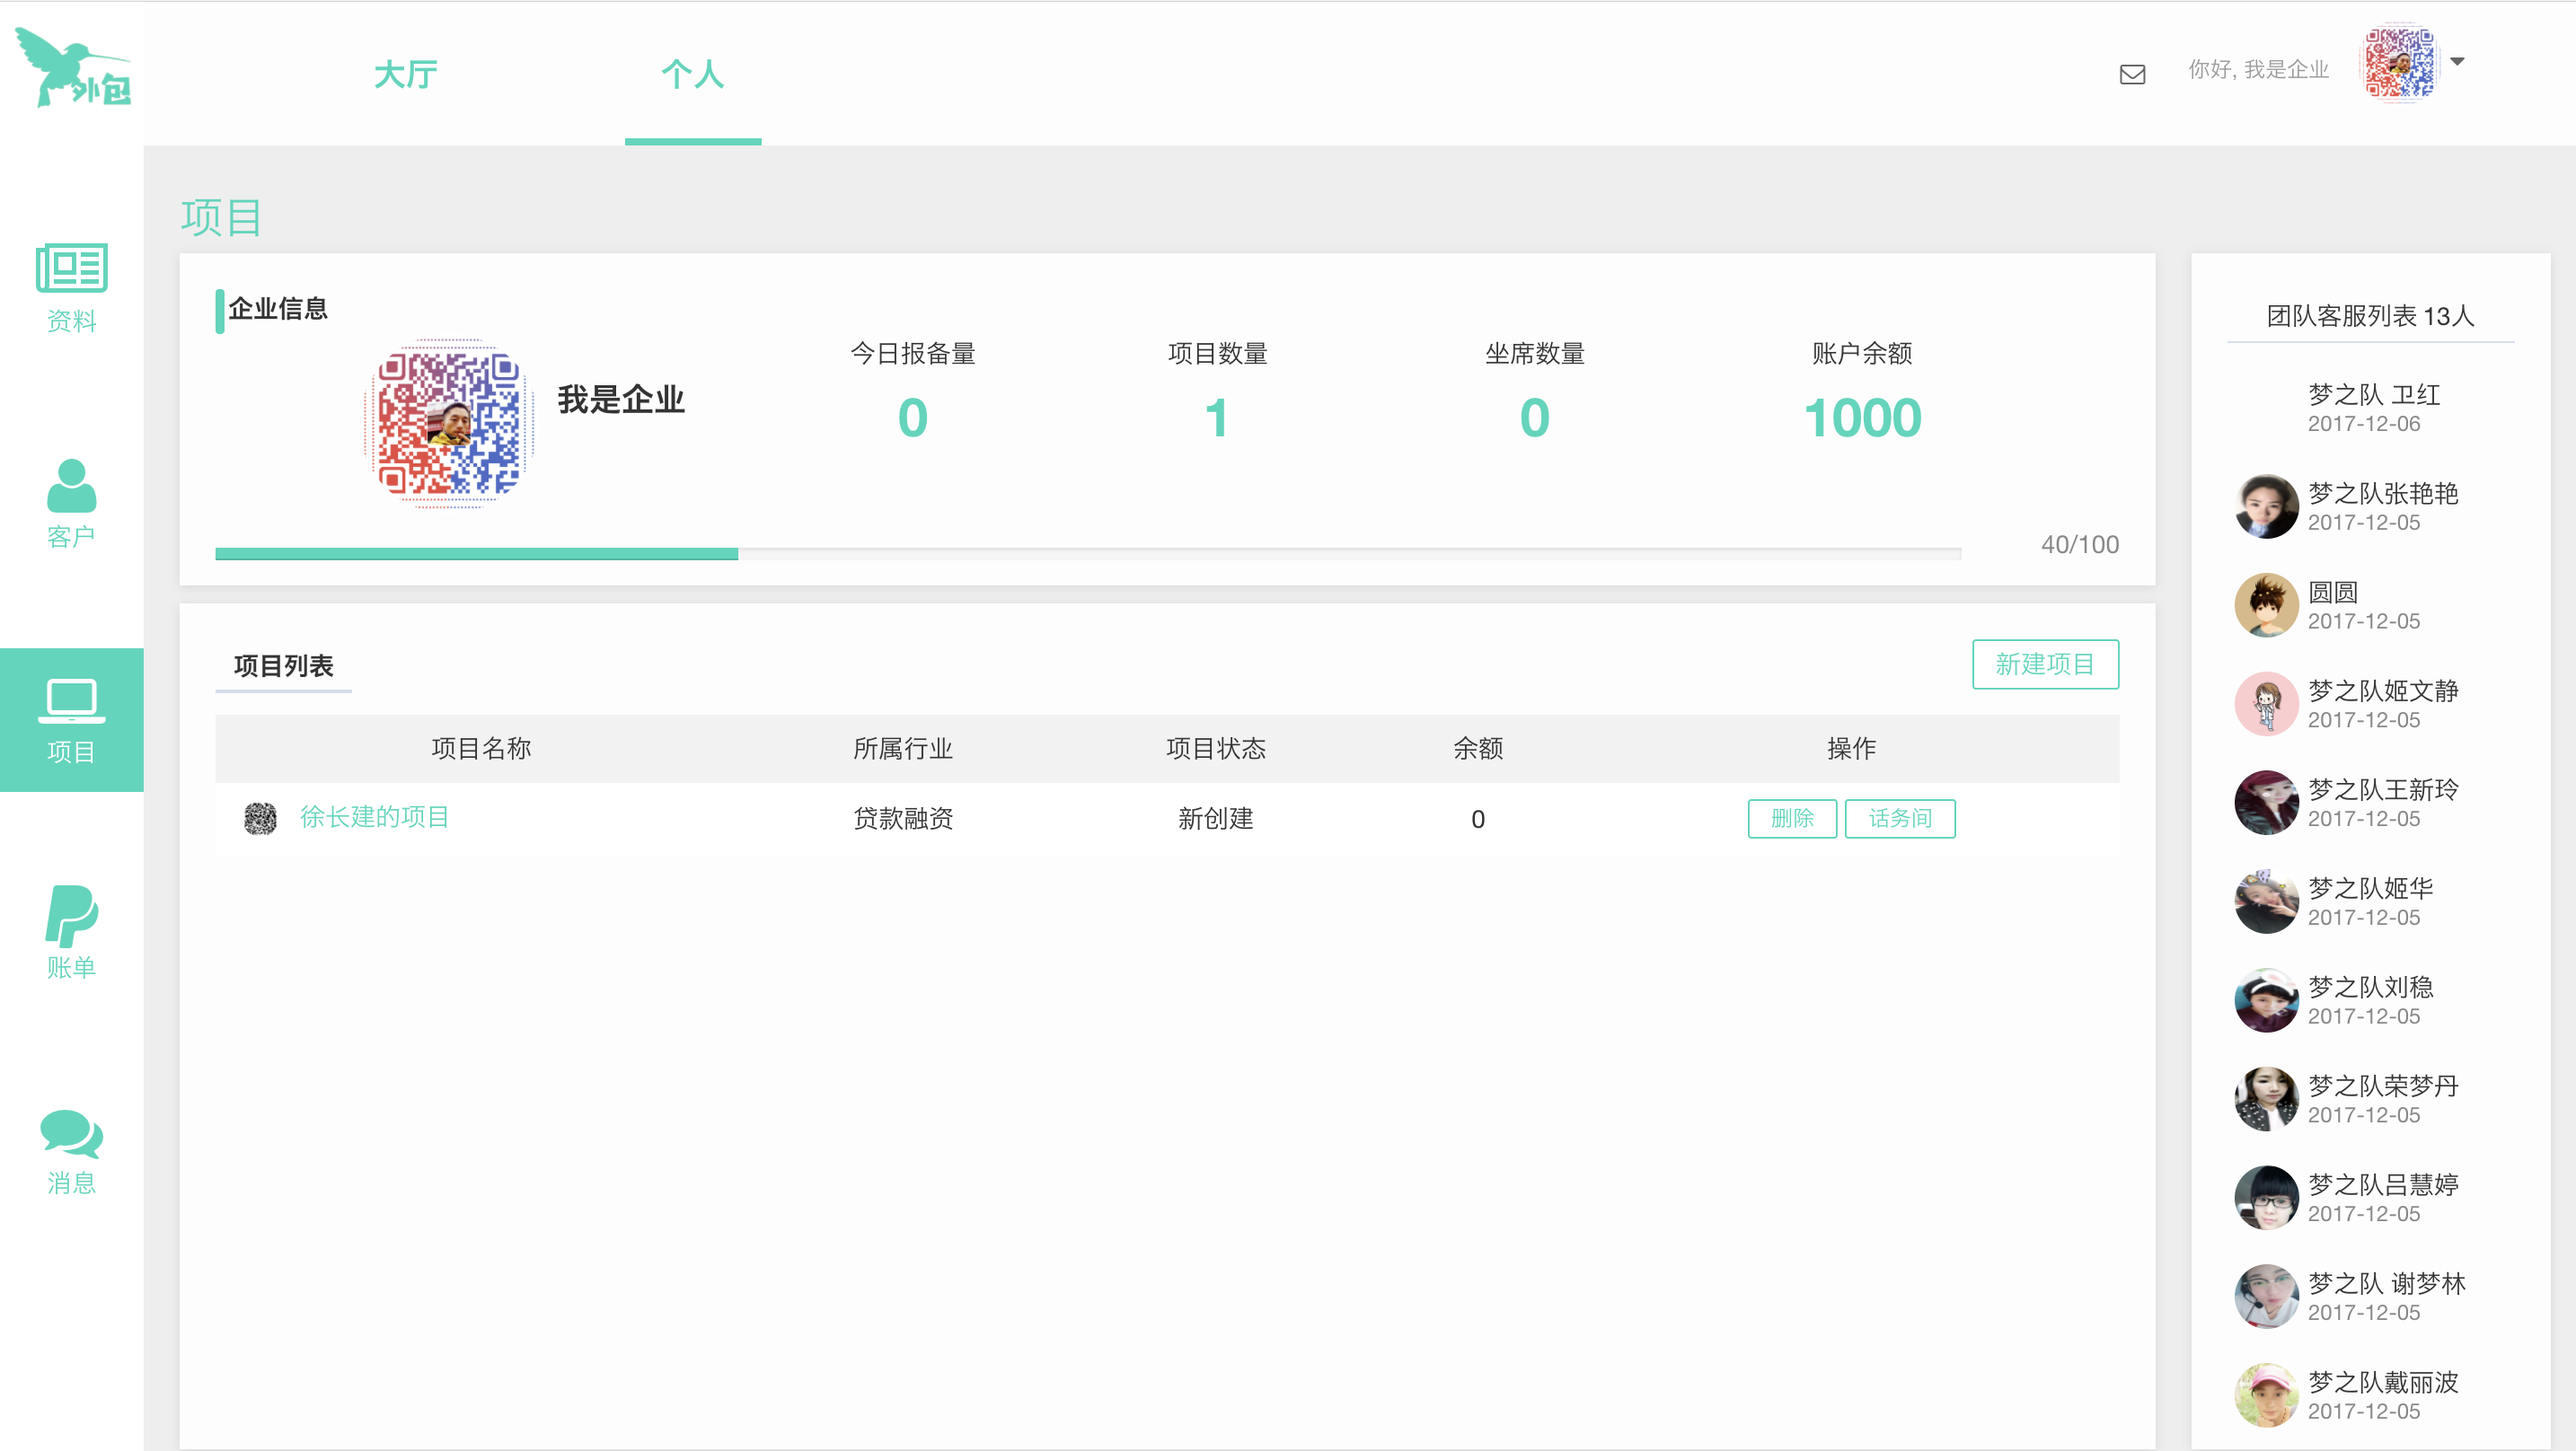 外包
大厅
个人
你好, 我是企业
资料
客户
项目
账单
消息
项目
企业信息
我是企业
今日报备量
0
项目数量
1
坐席数量
0
账户余额
1000
40/100
项目列表
新建项目
项目名称 所属行业 项目状态 余额 操作
徐长建的项目 贷款融资 新创建 0 删除 话务间
团队客服列表 13人
梦之队 卫红
2017-12-06
梦之队张艳艳
2017-12-05
圆圆
2017-12-05
梦之队姬文静
2017-12-05
梦之队王新玲
2017-12-05
梦之队姬华
2017-12-05
梦之队刘稳
2017-12-05
梦之队荣梦丹
2017-12-05
梦之队吕慧婷
2017-12-05
梦之队 谢梦林
2017-12-05
梦之队戴丽波
2017-12-05